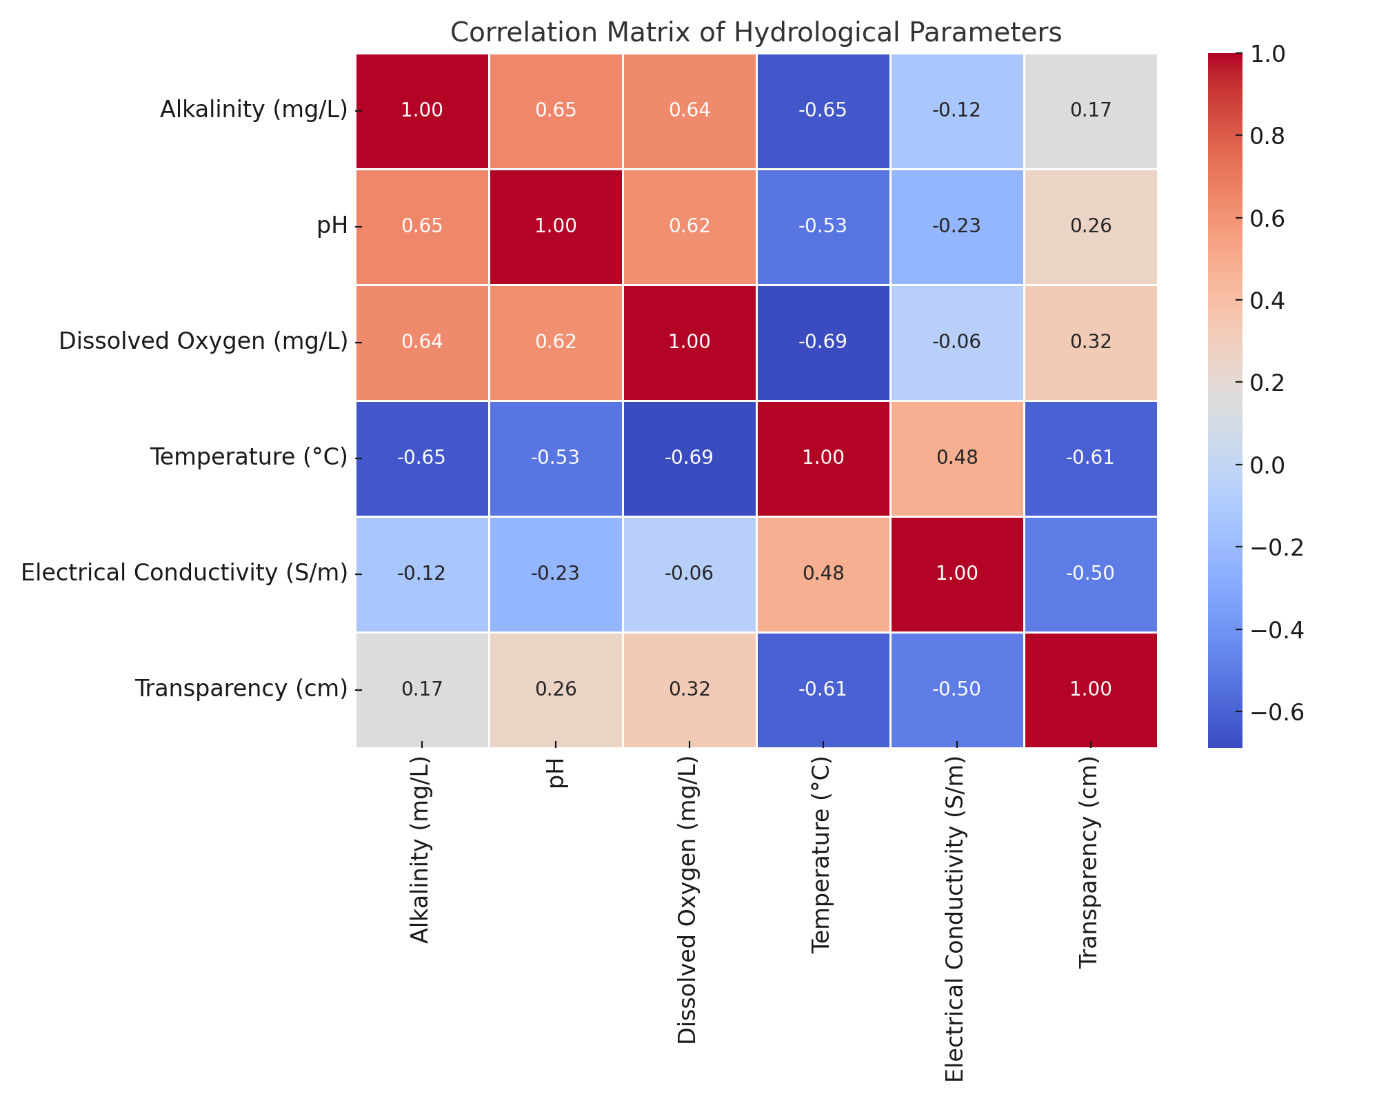 Correlation Matrix of Hydrological Parameters
Alkalinity (mg/L) 1.00 0.65 0.64 -0.65 -0.12 0.17
pH 0.65 1.00 0.62 -0.53 -0.23 0.26
Dissolved Oxygen (mg/L) 0.64 0.62 1.00 -0.69 -0.06 0.32
Temperature (°C) -0.65 -0.53 -0.69 1.00 0.48 -0.61
Electrical Conductivity (S/m) -0.12 -0.23 -0.06 0.48 1.00 -0.50
Transparency (cm) 0.17 0.26 0.32 -0.61 -0.50 1.00
Alkalinity (mg/L)
pH
Dissolved Oxygen (mg/L)
Temperature (°C)
Electrical Conductivity (S/m)
Transparency (cm)
1.0
0.8
0.6
0.4
0.2
0.0
−0.2
−0.4
−0.6